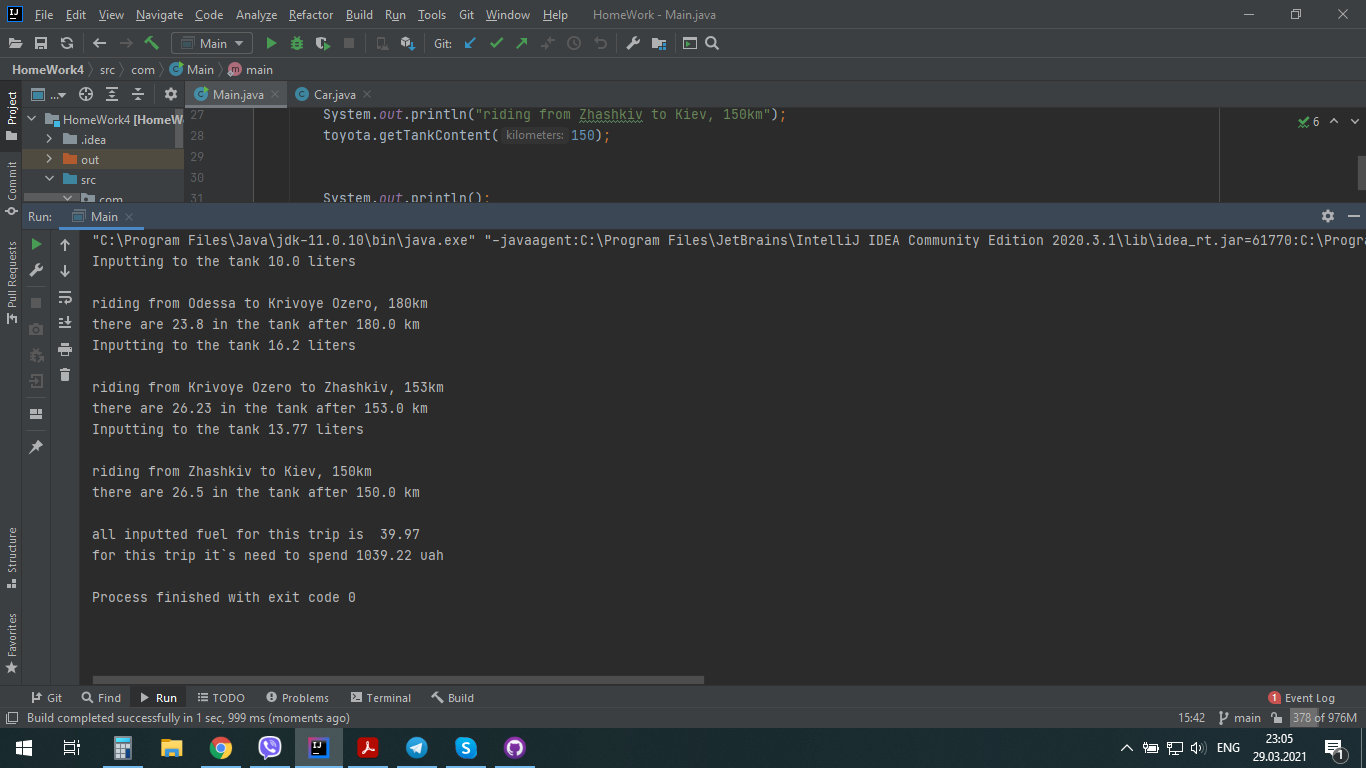 File Edit View Navigate Code Analyze Refactor Build Run Tools Git Window Help HomeWork - Main.java
Main Git:
HomeWork4 src com Main main
... Main.java Car.java
Project
Commit
Pull Requests
Structure
Favorites
HomeWork4 [HomeW
.idea
out
src
com
27 System.out.println("riding from Zhashkiv to Kiev, 150km");
28 toyota.getTankContent( kilometers: 150);
29
30
31 System.out.println();
6
Run: Main
"C:\Program Files\Java\jdk-11.0.10\bin\java.exe" "-javaagent:C:\Program Files\JetBrains\IntelliJ IDEA Community Edition 2020.3.1\lib\idea_rt.jar=61770:C:\Progra
Inputting to the tank 10.0 liters
riding from Odessa to Krivoye Ozero, 180km
there are 23.8 in the tank after 180.0 km
Inputting to the tank 16.2 liters
riding from Krivoye Ozero to Zhashkiv, 153km
there are 26.23 in the tank after 153.0 km
Inputting to the tank 13.77 liters
riding from Zhashkiv to Kiev, 150km
there are 26.5 in the tank after 150.0 km
all inputted fuel for this trip is  39.97
for this trip it`s need to spend 1039.22 uah
Process finished with exit code 0
Git Find Run TODO Problems Terminal Build 1 Event Log
Build completed successfully in 1 sec, 999 ms (moments ago) 15:42 main 378 of 976M
ENG 23:05
29.03.2021 1